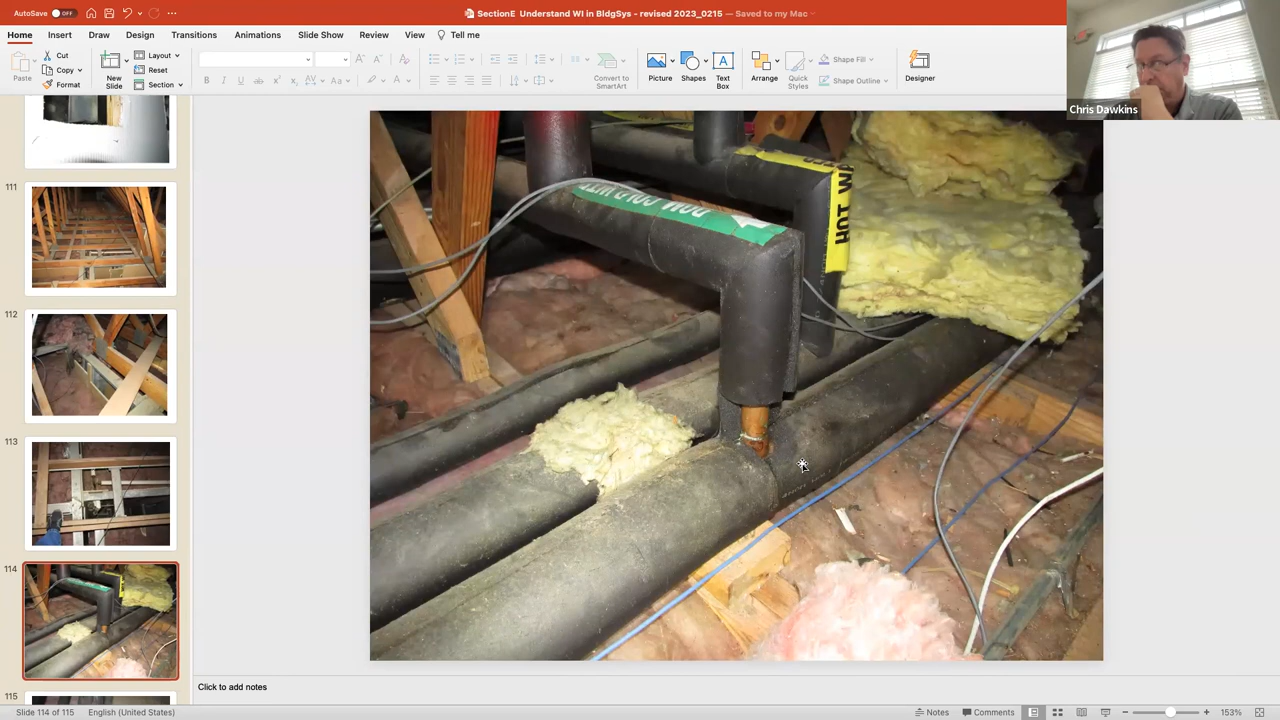 AutoSave OFF
SectionE Understand WI in BldgSys - revised 2023_0215 — Saved to my Mac
Home Insert Draw Design Transitions Animations Slide Show Review View Tell me
Paste
Cut
Copy
Format
New
Slide
Layout
Reset
Section
Convert to
SmartArt
Picture
Shapes
Text
Box
Arrange
Quick
Styles
Shape Fill
Shape Outline
Designer
Chris Dawkins
111
112
113
114
115
DOM. COLD WTR
HOT W
Click to add notes
Slide 114 of 115 English (United States) Notes Comments 153%